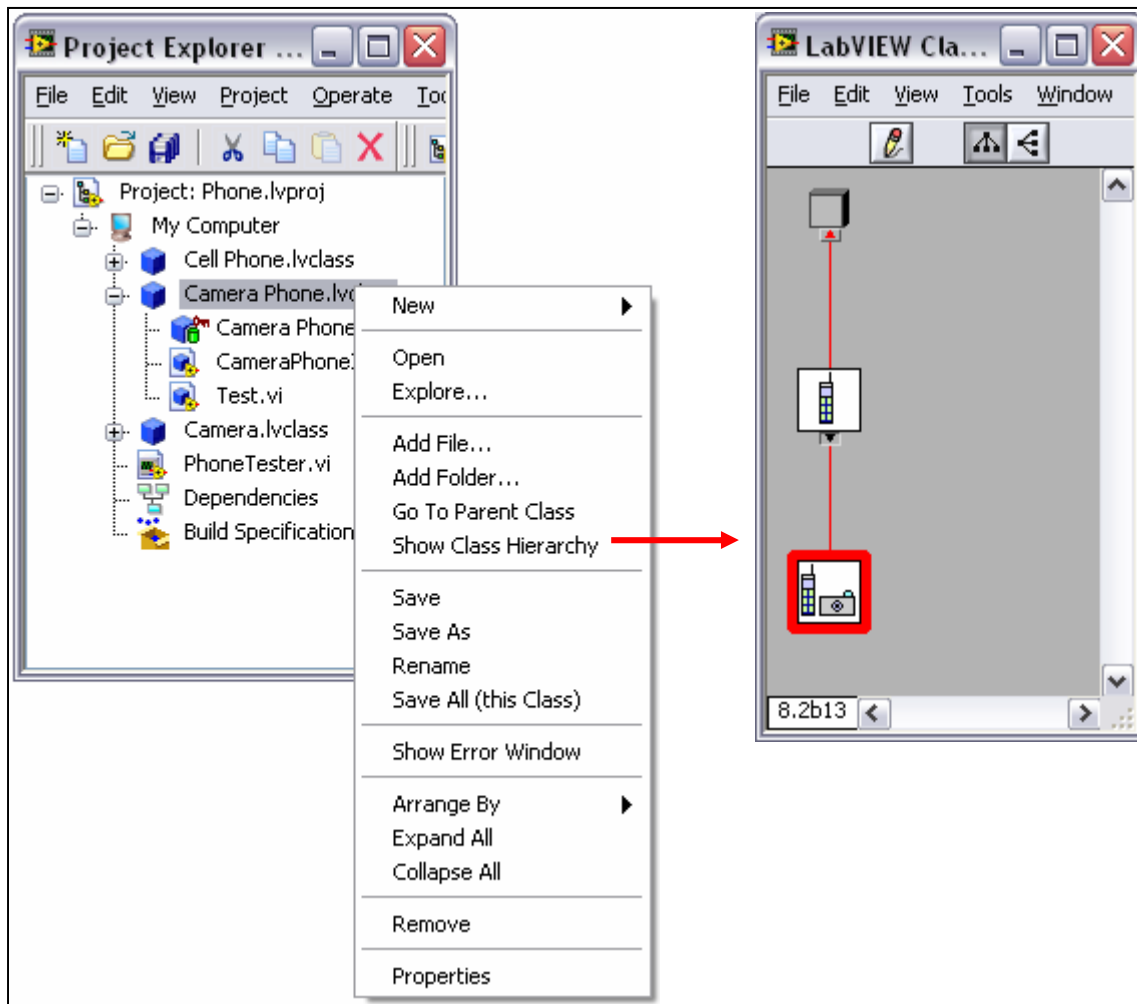 Project Explorer ...
File Edit View Project Operate
Project: Phone.lvproj
My Computer
Cell Phone.lvclass
Camera Phone.lvc
Camera Phone
CameraPhone
Test.vi
Camera.lvclass
PhoneTester.vi
Dependencies
Build Specification
New
Open
Explore...
Add File...
Add Folder...
Go To Parent Class
Show Class Hierarchy
Save
Save As
Rename
Save All (this Class)
Show Error Window
Arrange By
Expand All
Collapse All
Remove
Properties
LabVIEW Cla...
File Edit View Tools Window
8.2b13